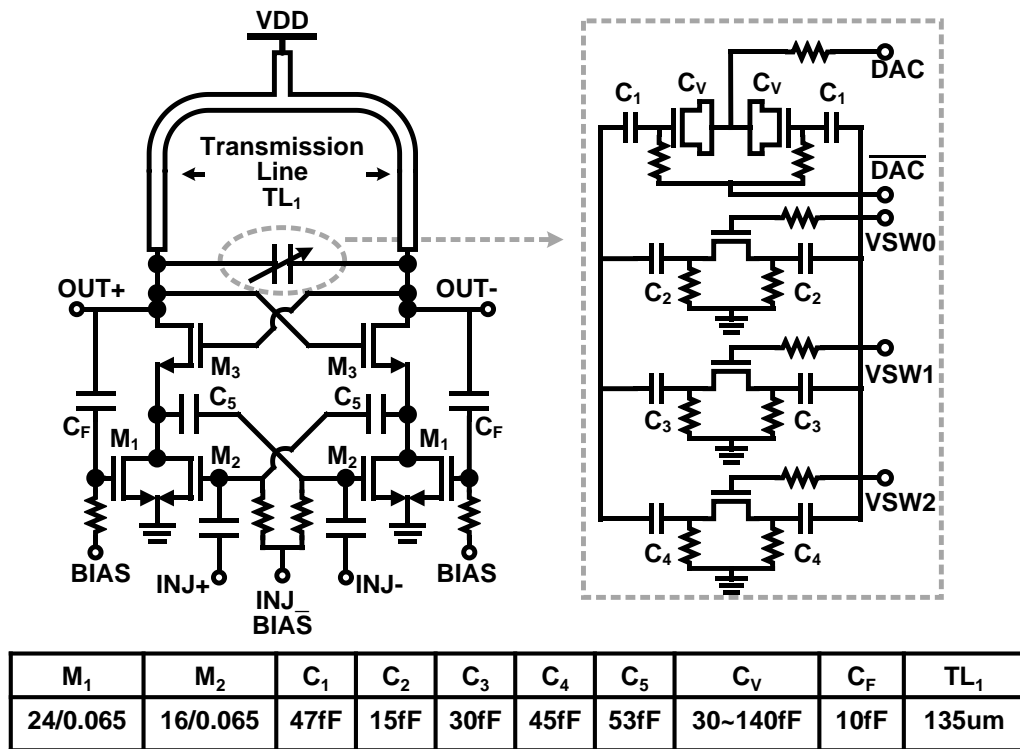 VDD
Transmission
Line
TL1
OUT+
OUT-
M3
M3
C5
C5
CF
CF
M1
M2
M2
M1
BIAS
INJ+
INJ_
BIAS
INJ-
BIAS
DAC
C1
CV
CV
C1
DAC
VSW0
C2
C2
VSW1
C3
C3
VSW2
C4
C4
M1 M2 C1 C2 C3 C4 C5 CV CF TL1
24/0.065 16/0.065 47fF 15fF 30fF 45fF 53fF 30~140fF 10fF 135um